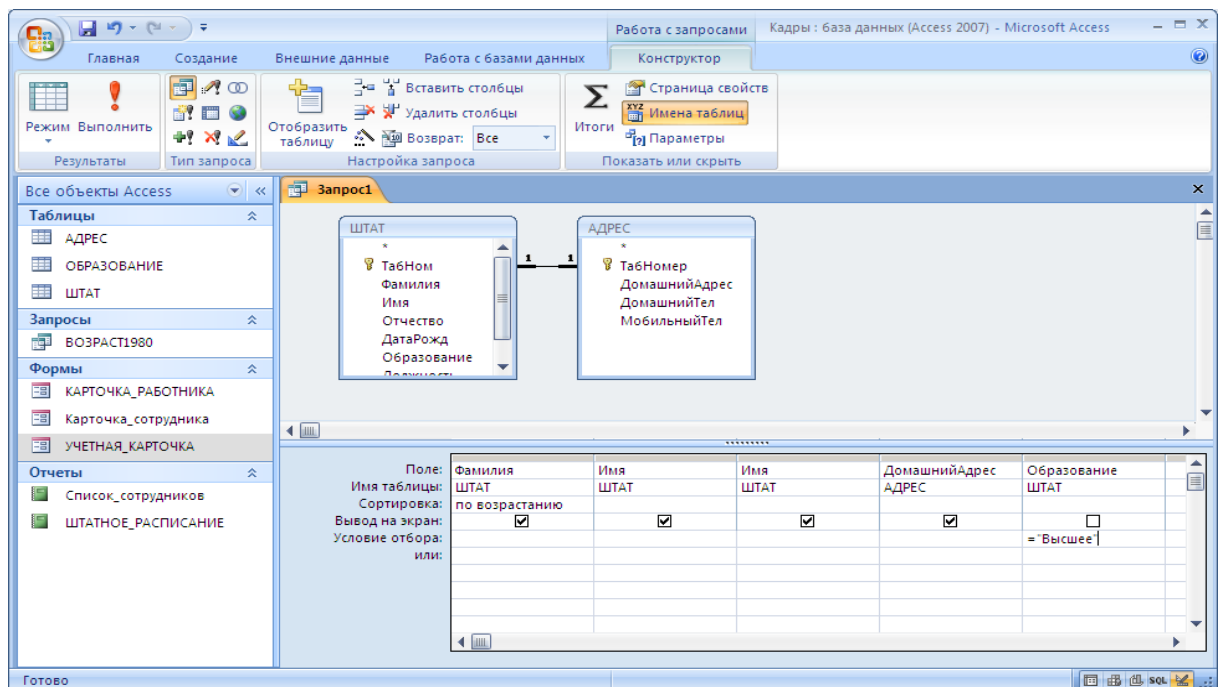 Работа с запросами Кадры : база данных (Access 2007) - Microsoft Access
Главная Создание Внешние данные Работа с базами данных Конструктор
Режим Выполнить
Результаты
Тип запроса
Отобразить таблицу
Вставить столбцы
Удалить столбцы
Возврат: Все
Настройка запроса
Итоги
Страница свойств
Имена таблиц
Параметры
Показать или скрыть
Все объекты Access
Таблицы
АДРЕС
ОБРАЗОВАНИЕ
ШТАТ
Запросы
ВОЗРАСТ1980
Формы
КАРТОЧКА_РАБОТНИКА
Карточка_сотрудника
УЧЕТНАЯ_КАРТОЧКА
Отчеты
Список_сотрудников
ШТАТНОЕ_РАСПИСАНИЕ
Запрос1
ШТАТ
*
ТабНом
Фамилия
Имя
Отчество
ДатаРожд
Образование
Должность
1 1
АДРЕС
*
ТабНомер
ДомашнийАдрес
ДомашнийТел
МобильныйТел
Поле: Фамилия Имя Имя ДомашнийАдрес Образование
Имя таблицы: ШТАТ ШТАТ ШТАТ АДРЕС ШТАТ
Сортировка: по возрастанию
Вывод на экран:
Условие отбора: ="Высшее"
или:
Готово
SQL